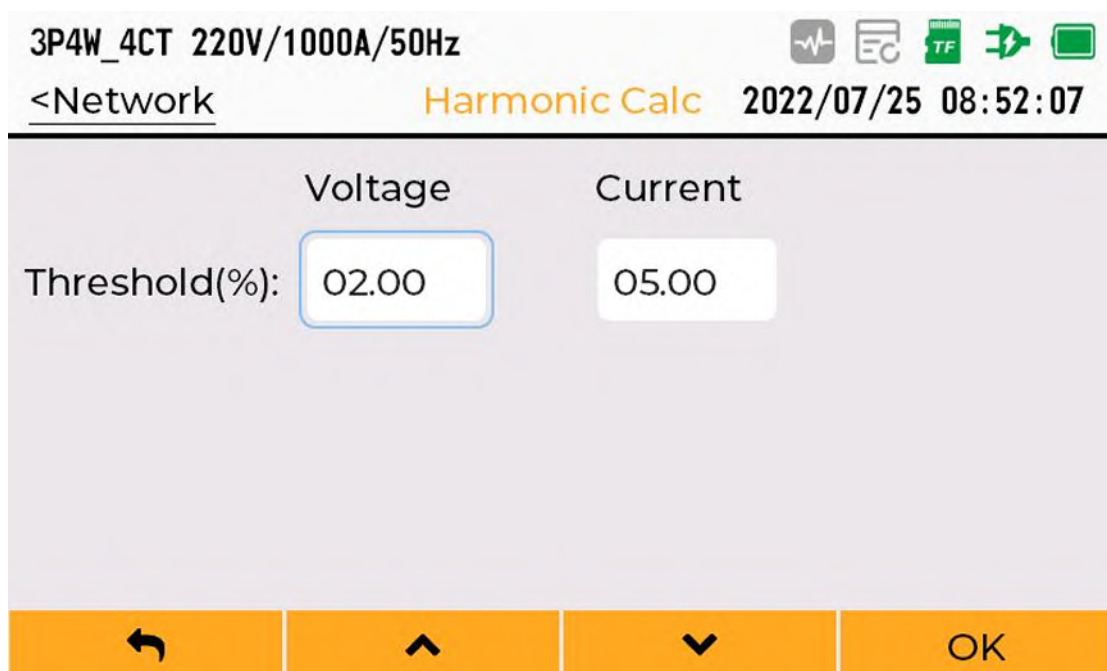 3P4W_4CT 220V/1000A/50Hz TF
<Network Harmonic Calc 2022/07/25 08:52:07
Voltage Current
Threshold(%): 02.00 05.00
OK